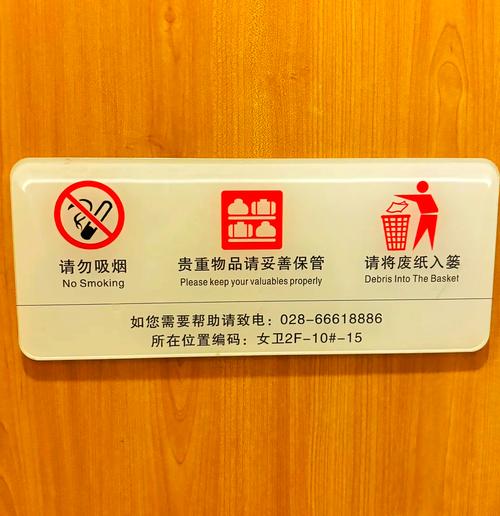 请勿吸烟
No Smoking
贵重物品请妥善保管
Please keep your valuables properly
请将废纸入篓
Debris Into The Basket
如您需要帮助请致电：028-66618886
所在位置编码：女卫2F-10#-15